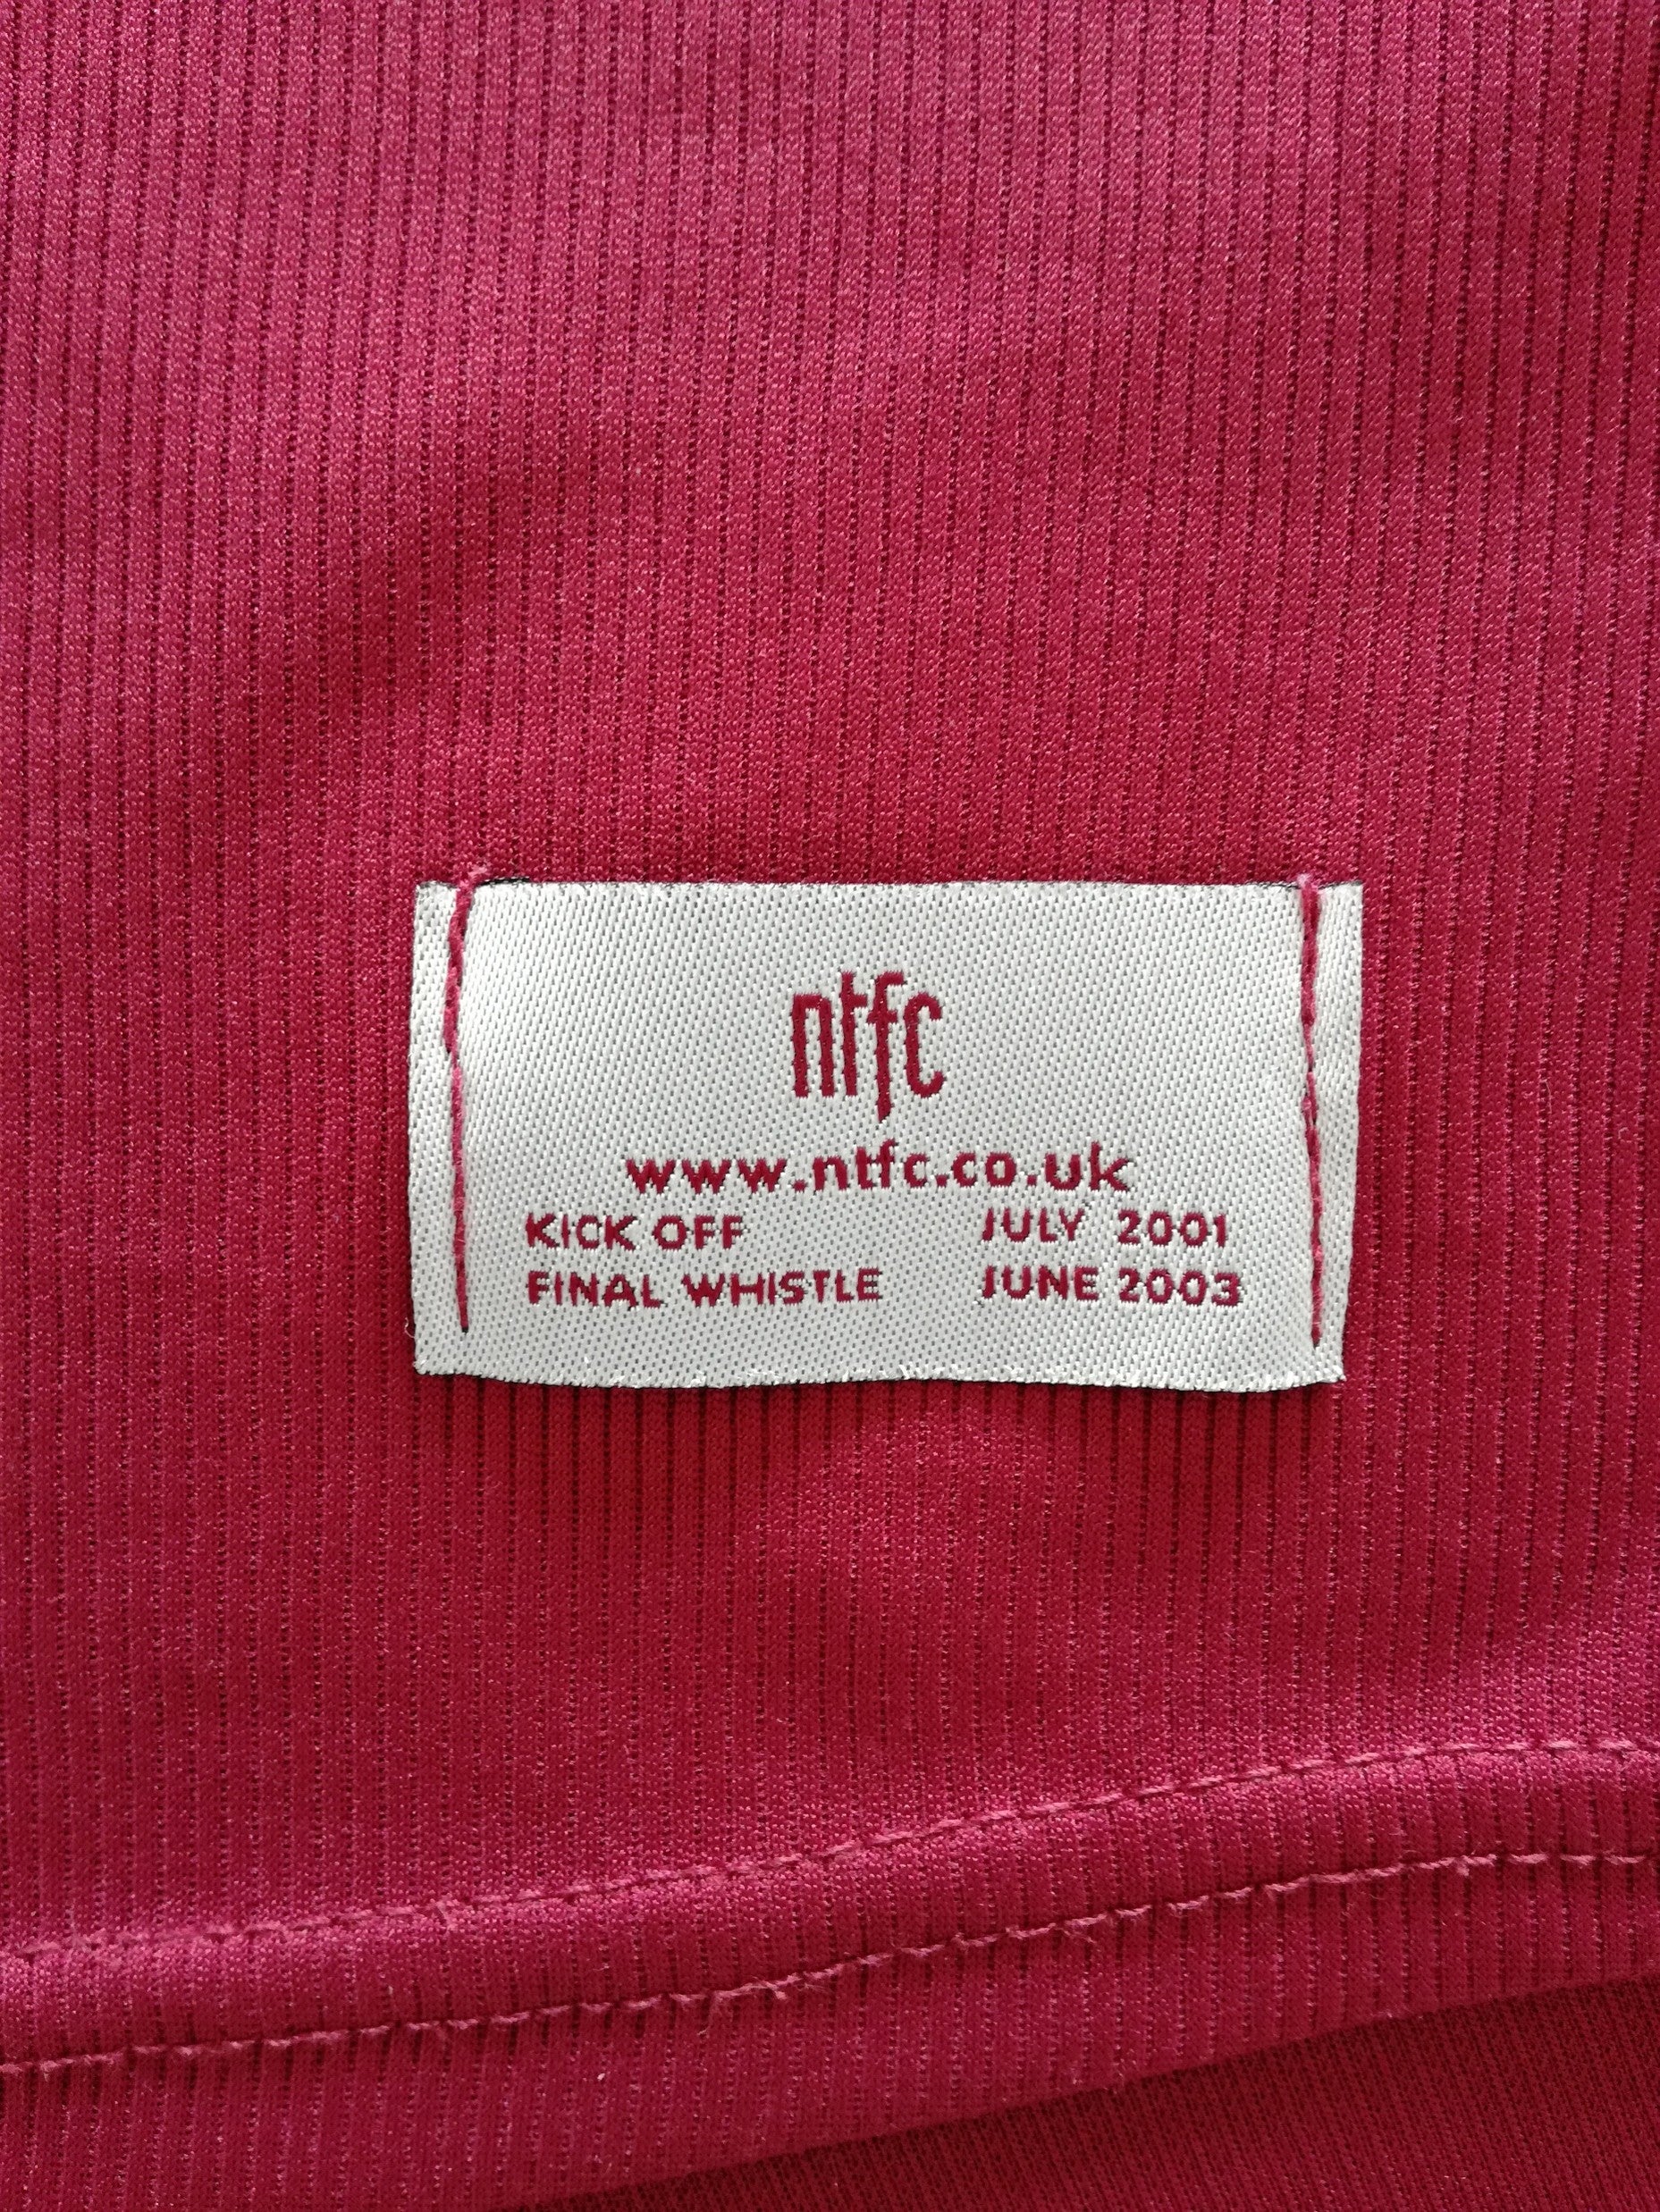 ntfc
www.ntfc.co.uk
KICK OFF JULY 2001
FINAL WHISTLE JUNE 2003